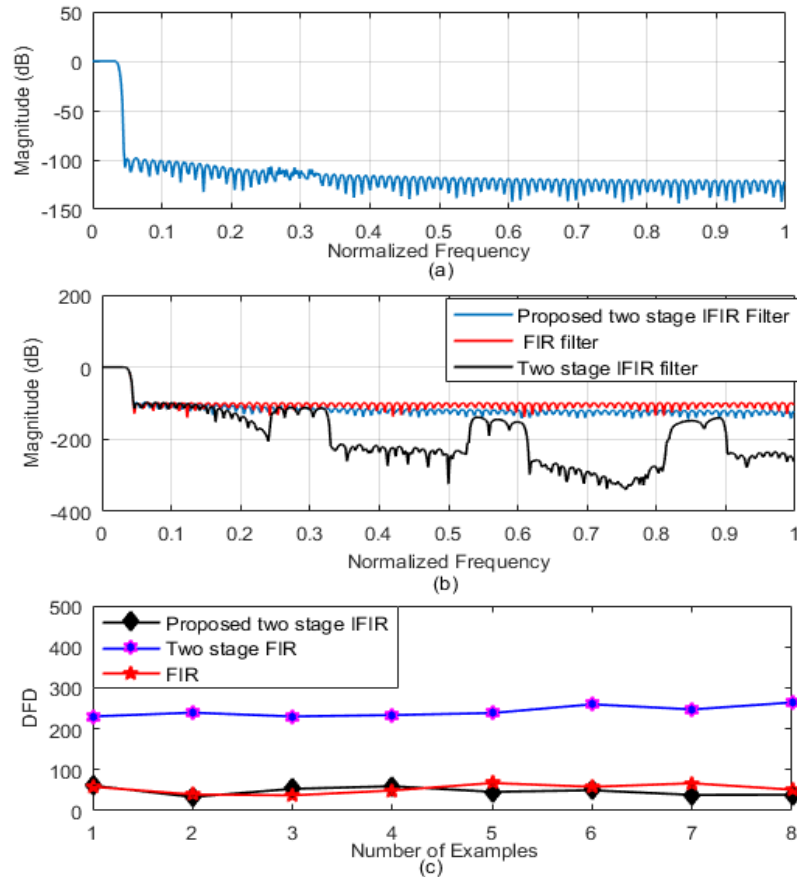 50
0
-50
-100
-150
Magnitude (dB)
0 0.1 0.2 0.3 0.4 0.5 0.6 0.7 0.8 0.9 1
Normalized Frequency
(a)
200
0
-200
-400
Magnitude (dB)
Proposed two stage IFIR Filter
FIR filter
Two stage IFIR filter
0 0.1 0.2 0.3 0.4 0.5 0.6 0.7 0.8 0.9 1
Normalized Frequency
(b)
500
400
300
200
100
0
DFD
Proposed two stage IFIR
Two stage FIR
FIR
1 2 3 4 5 6 7 8
Number of Examples
(c)